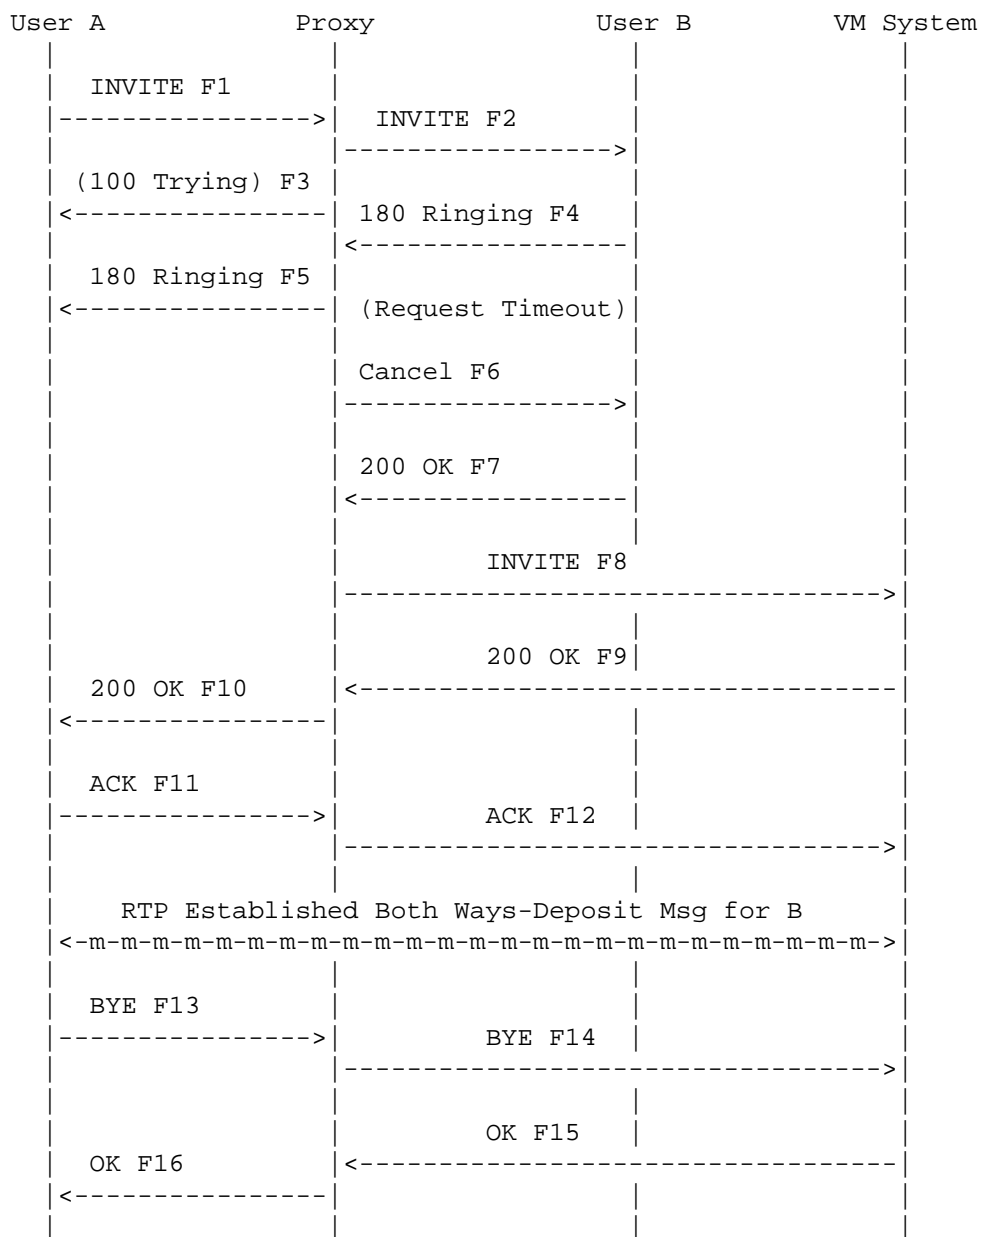 User A Proxy User B VM System
INVITE F1
INVITE F2
(100 Trying) F3
180 Ringing F4
180 Ringing F5
(Request Timeout)
Cancel F6
200 OK F7
INVITE F8
200 OK F9
200 OK F10
ACK F11
ACK F12
RTP Established Both Ways-Deposit Msg for B
<-m-m-m-m-m-m-m-m-m-m-m-m-m-m-m-m-m-m-m-m-m-m-m-m-m-m->
BYE F13
BYE F14
OK F15
OK F16